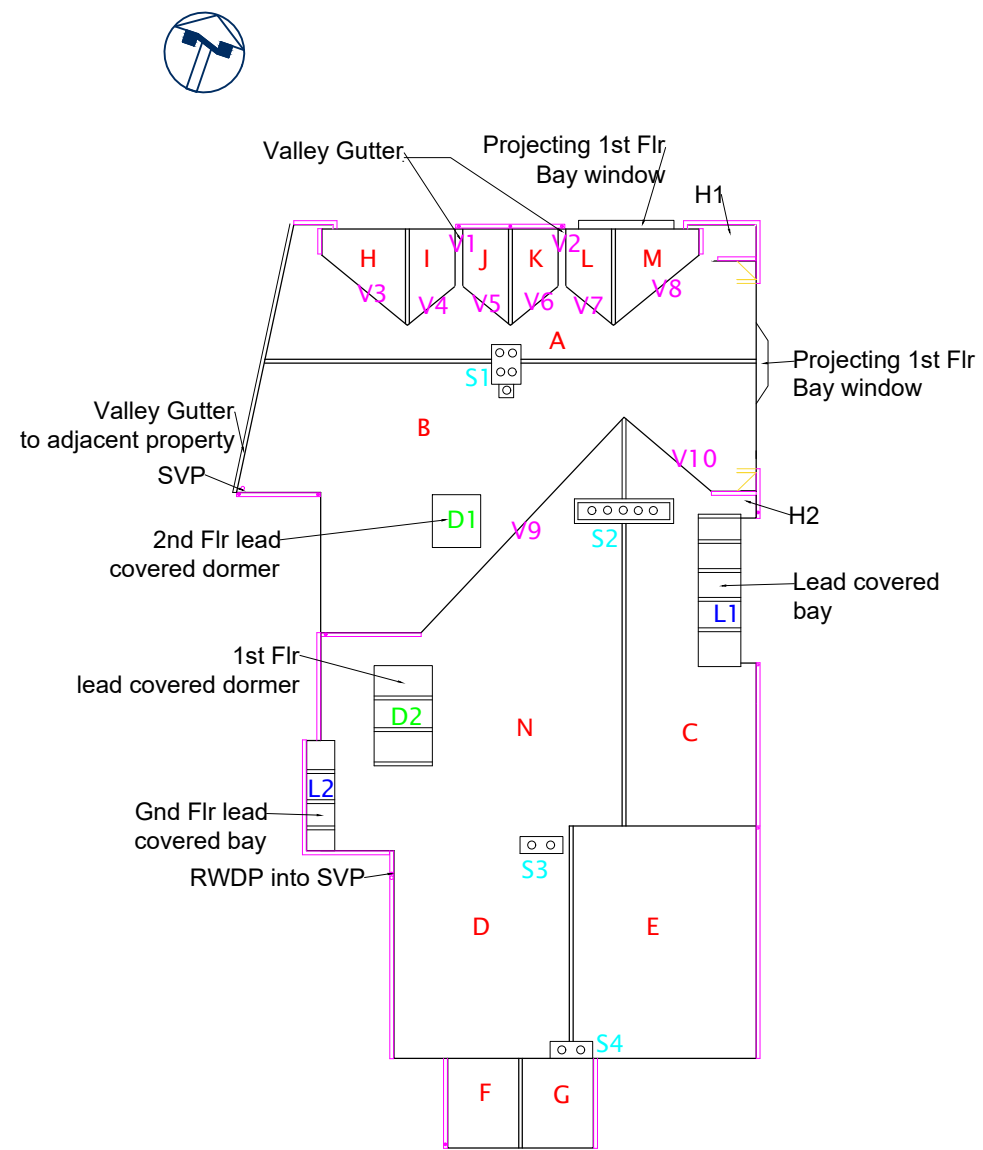 Valley Gutter
Projecting 1st Flr
Bay window
H1
V1
V2
H
I
J
K
L
M
V3
V4
V5
V6
V7
V8
A
S1
Projecting 1st Flr
Bay window
Valley Gutter
to adjacent property
B
SVP
V10
D1
V9
S2
H2
2nd Flr lead
covered dormer
Lead covered
bay
L1
1st Flr
lead covered dormer
D2
N
C
L2
Gnd Flr lead
covered bay
S3
RWDP into SVP
D
E
S4
F
G